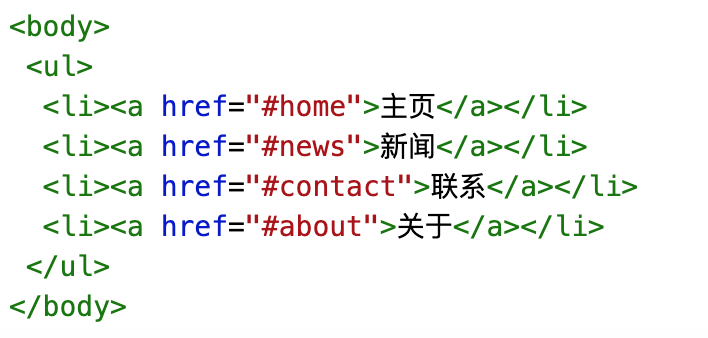 <body>
 <ul>
  <li><a href="#home">主页</a></li>
  <li><a href="#news">新闻</a></li>
  <li><a href="#contact">联系</a></li>
  <li><a href="#about">关于</a></li>
 </ul>
</body>